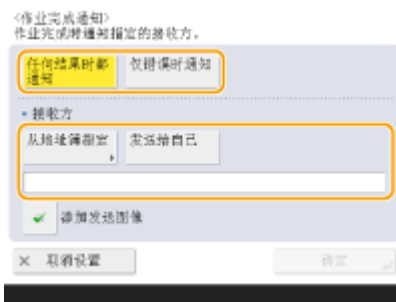 <作业完成通知>
作业完成时通知指定的接收方。
任何结果时都
通知
仅错误时通知
• 接收方
从地址簿指定
发送给自己
添加发送图像
× 取消设置
确定